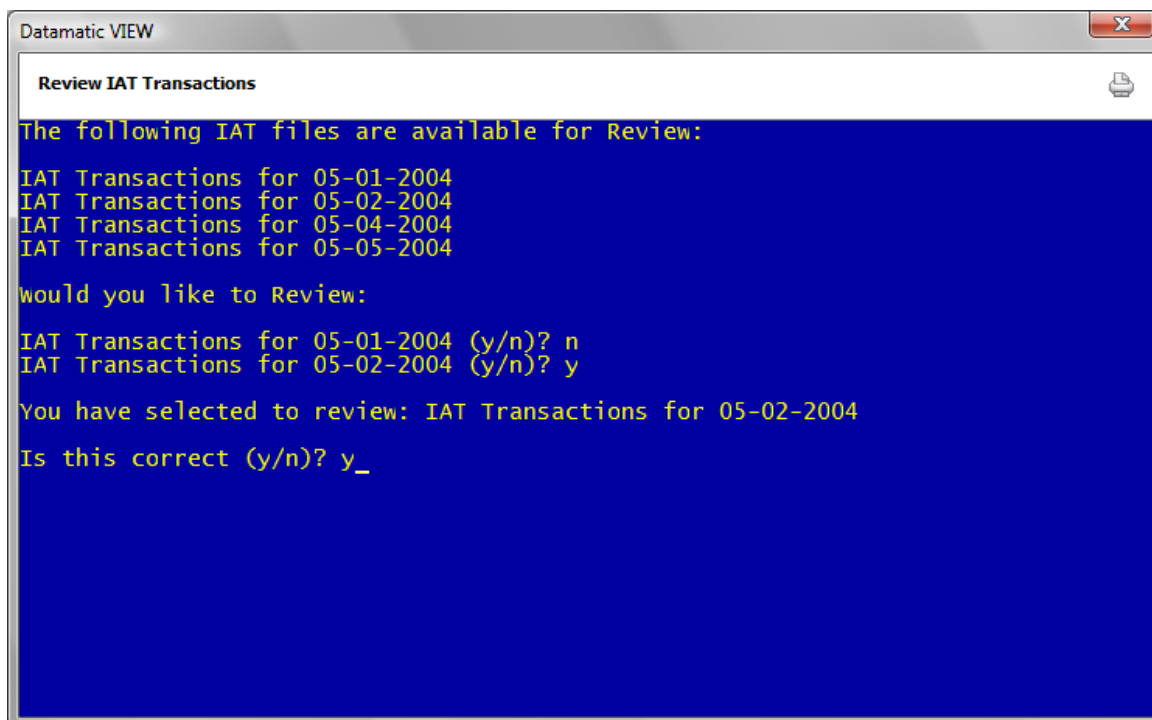 Datamatic VIEW
Review IAT Transactions
The following IAT files are available for Review:
IAT Transactions for 05-01-2004
IAT Transactions for 05-02-2004
IAT Transactions for 05-04-2004
IAT Transactions for 05-05-2004
Would you like to Review:
IAT Transactions for 05-01-2004 (y/n)? n
IAT Transactions for 05-02-2004 (y/n)? y
You have selected to review: IAT Transactions for 05-02-2004
Is this correct (y/n)? y_